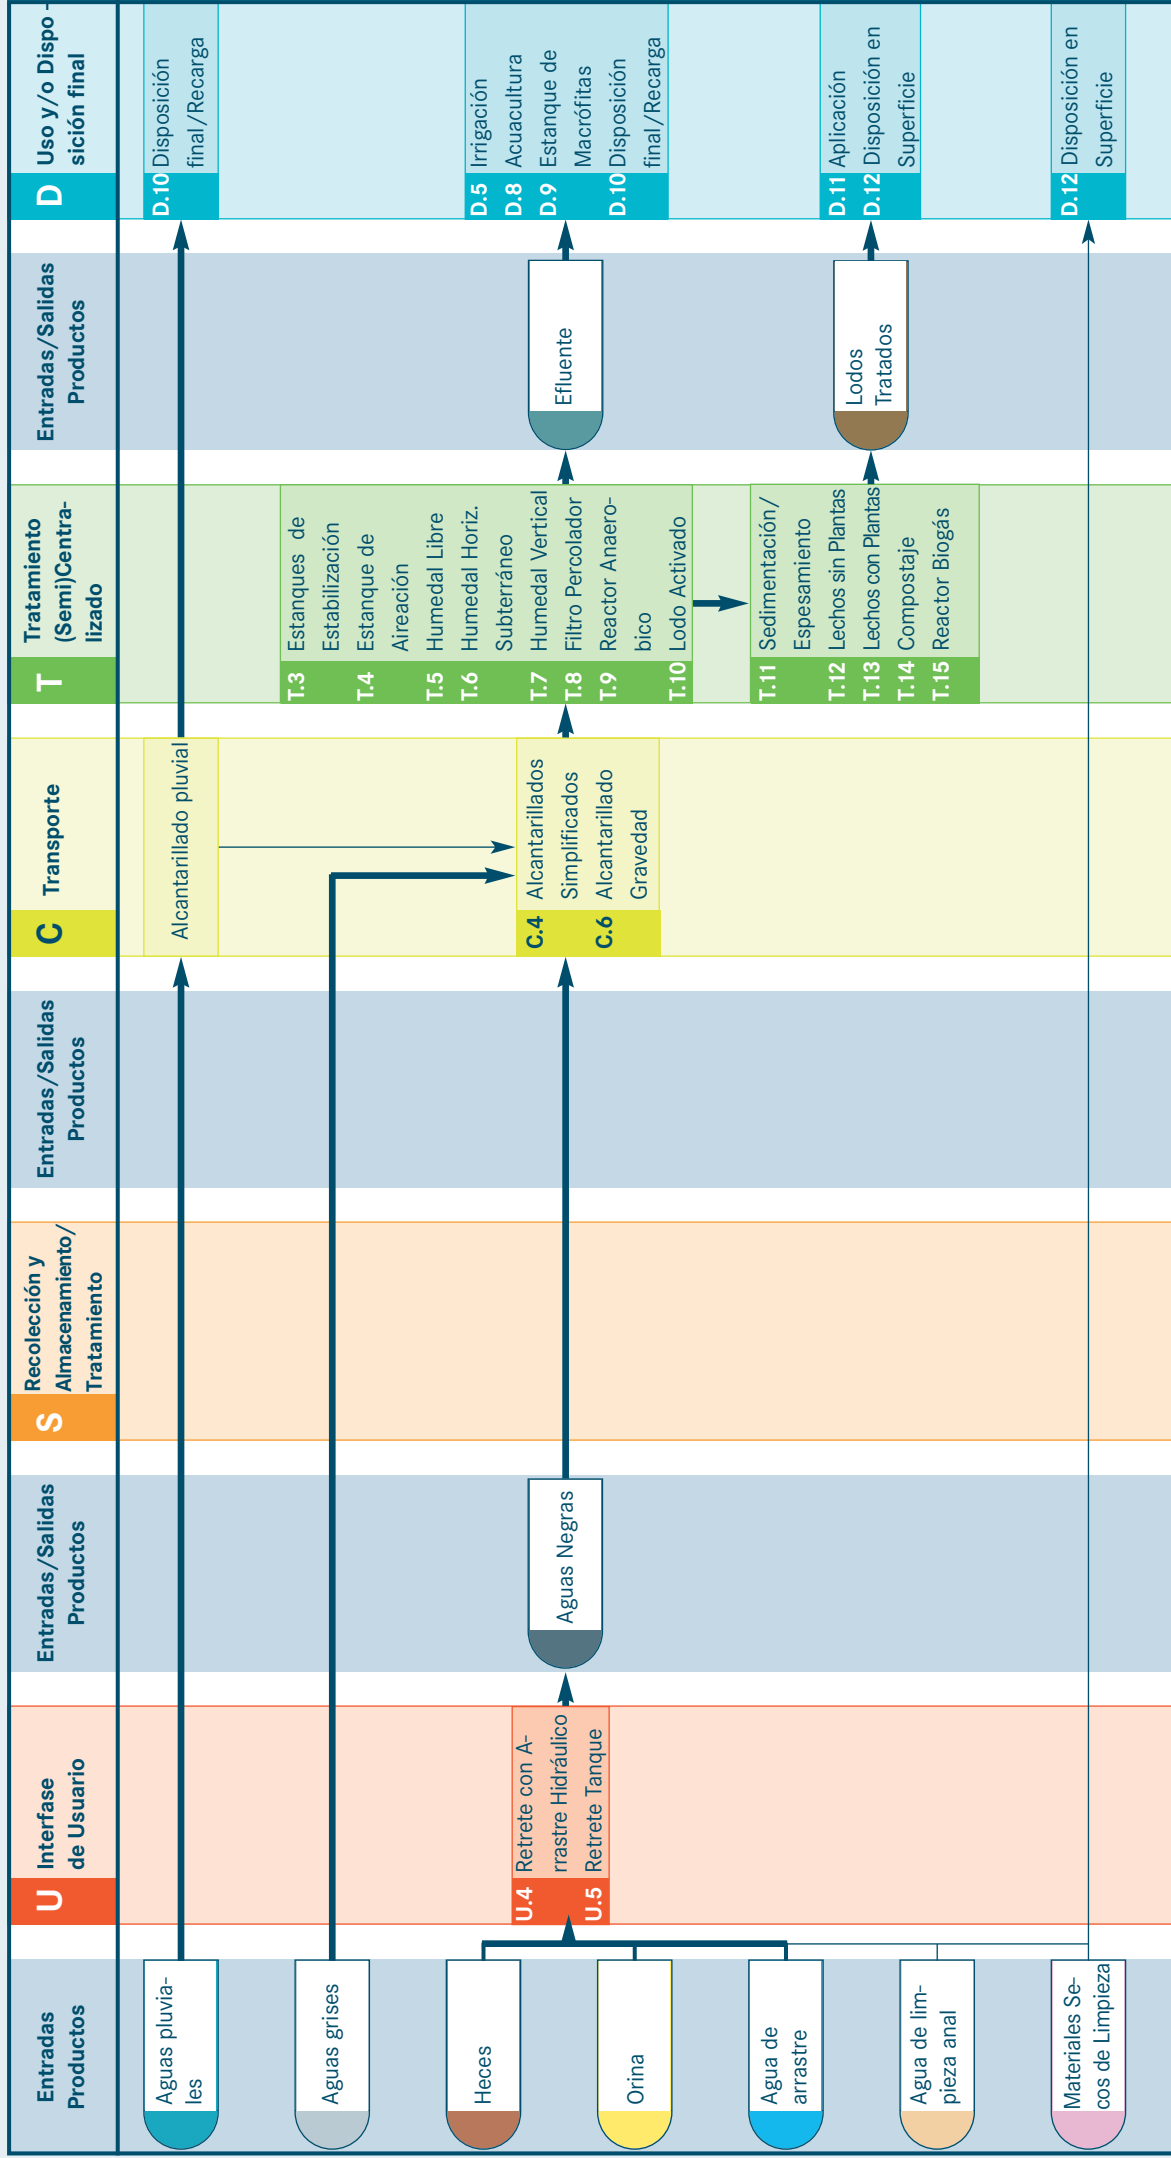 Entradas
Productos
U Interfase
de Usuario
Entradas/Salidas
Productos
S Recolección y
Almacenamiento/
Tratamiento
Entradas/Salidas
Productos
C Transporte
T Tratamiento
(Semi)Centra-
lizado
Entradas/Salidas
Productos
D Uso y/o Dispo-
sición final
Aguas pluvia-
les
Alcantarillado pluvial
D.10 Disposición
final/Recarga
Aguas grises
Heces
Orina
Agua de
arrastre
Agua de lim-
pieza anal
Materiales Se-
cos de Limpieza
U.4 Retrete con A-
rrastre Hidráulico
U.5 Retrete Tanque
Aguas Negras
C.4 Alcantarillados
Simplificados
C.6 Alcantarillado
Gravedad
T.3 Estanques de
Estabilización
T.4 Estanque de
Aireación
T.5 Humedal Libre
T.6 Humedal Horiz.
Subterráneo
T.7 Humedal Vertical
T.8 Filtro Percolador
T.9 Reactor Anaero-
bico
T.10 Lodo Activado
T.11 Sedimentación/
Espesamiento
T.12 Lechos sin Plantas
T.13 Lechos con Plantas
T.14 Compostaje
T.15 Reactor Biogás
Efluente
Lodos
Tratados
D.5 Irrigación
D.8 Acuacultura
D.9 Estanque de
Macrófitas
D.10 Disposición
final/Recarga
D.11 Aplicación
D.12 Disposición en
Superficie
D.12 Disposición en
Superficie